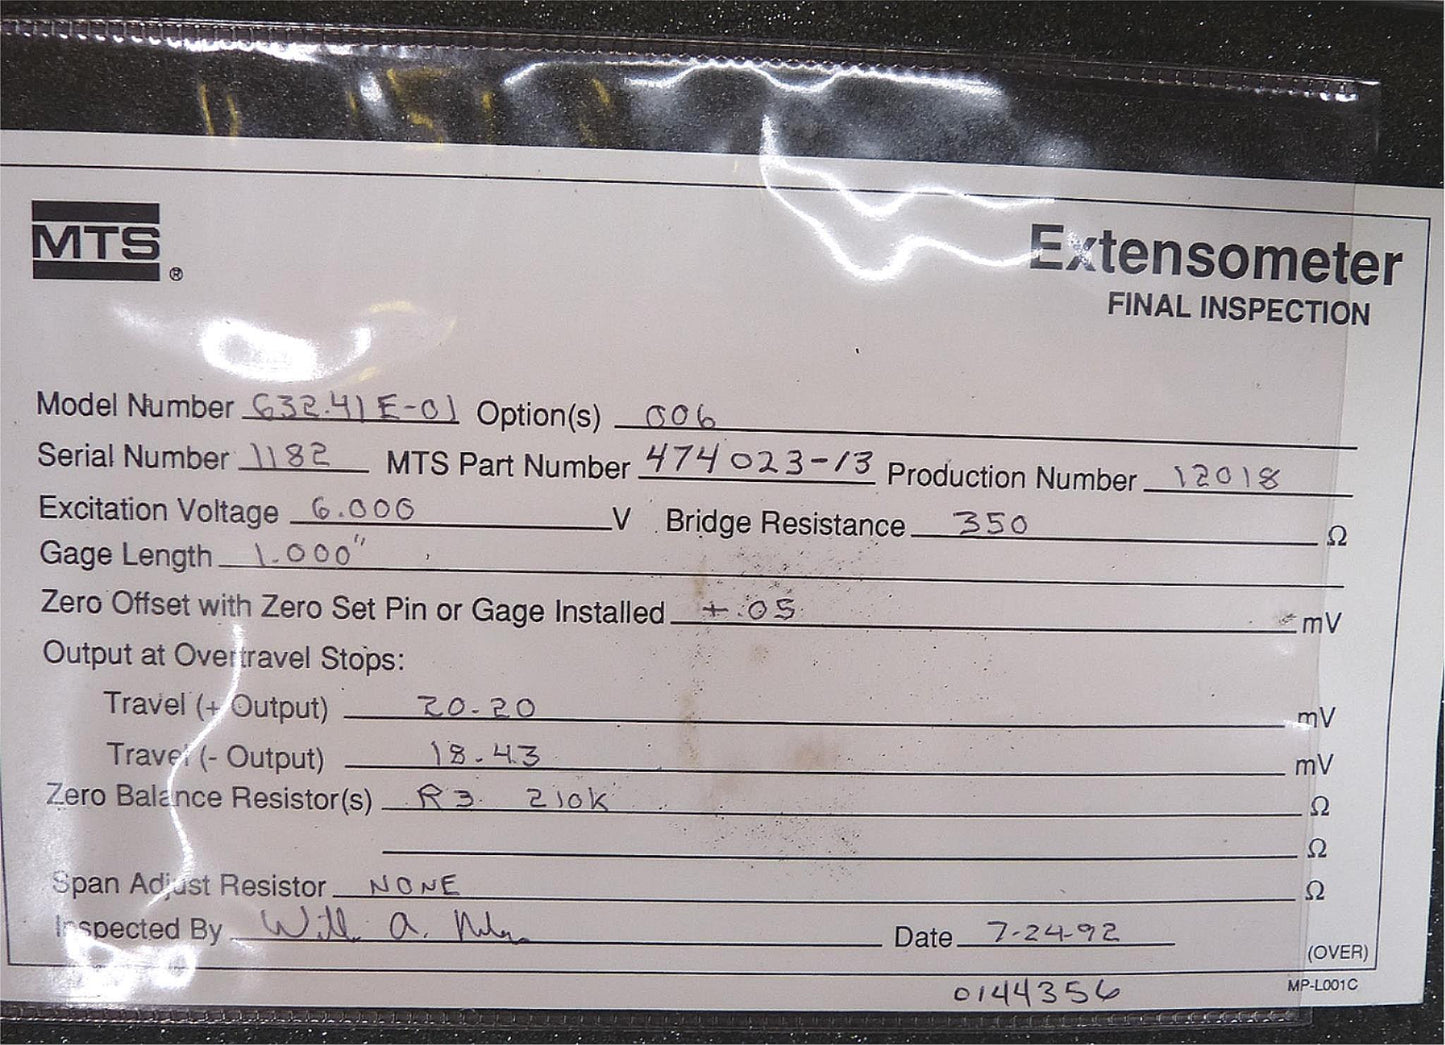 MTS ®
Extensometer
FINAL INSPECTION
Model Number 632.41E-01 Option(s) 006
Serial Number 1182 MTS Part Number 474023-13 Production Number 12018
Excitation Voltage 6.000 V Bridge Resistance 350 Ω
Gage Length 1.000"
Zero Offset with Zero Set Pin or Gage Installed +.05 mV
Output at Overtravel Stops:
Travel (+ Output) 20.20 mV
Travel (- Output) 18.43 mV
Zero Balance Resistor(s) R3 210K Ω
Ω
Span Adjust Resistor NONE Ω
Inspected By Will A. Date 7-24-92
(OVER)
0144356 MP-L001C